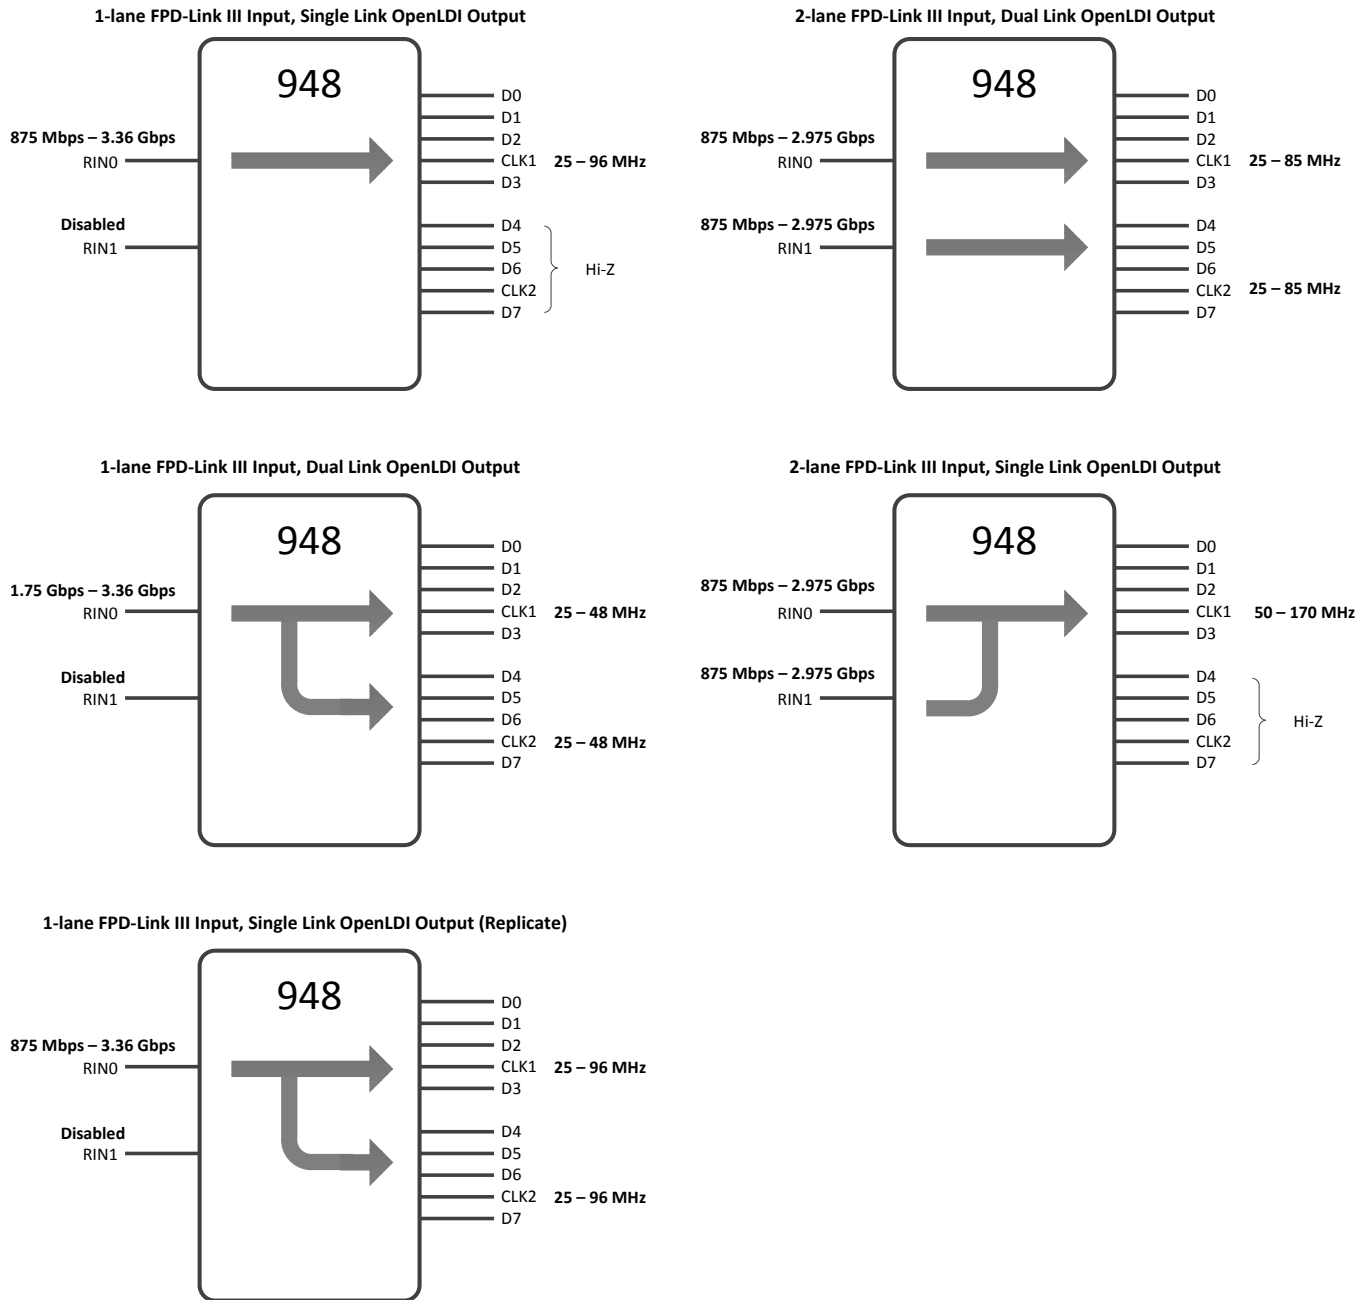 1-lane FPD-Link III Input, Single Link OpenLDI Output
948
875 Mbps – 3.36 Gbps
RIN0
Disabled
RIN1
D0
D1
D2
CLK1 25 – 96 MHz
D3
D4
D5
D6
CLK2
D7
Hi-Z
2-lane FPD-Link III Input, Dual Link OpenLDI Output
948
875 Mbps – 2.975 Gbps
RIN0
875 Mbps – 2.975 Gbps
RIN1
D0
D1
D2
CLK1 25 – 85 MHz
D3
D4
D5
D6
CLK2 25 – 85 MHz
D7
1-lane FPD-Link III Input, Dual Link OpenLDI Output
948
1.75 Gbps – 3.36 Gbps
RIN0
Disabled
RIN1
D0
D1
D2
CLK1 25 – 48 MHz
D3
D4
D5
D6
CLK2 25 – 48 MHz
D7
2-lane FPD-Link III Input, Single Link OpenLDI Output
948
875 Mbps – 2.975 Gbps
RIN0
875 Mbps – 2.975 Gbps
RIN1
D0
D1
D2
CLK1 50 – 170 MHz
D3
D4
D5
D6
CLK2
D7
Hi-Z
1-lane FPD-Link III Input, Single Link OpenLDI Output (Replicate)
948
875 Mbps – 3.36 Gbps
RIN0
Disabled
RIN1
D0
D1
D2
CLK1 25 – 96 MHz
D3
D4
D5
D6
CLK2 25 – 96 MHz
D7